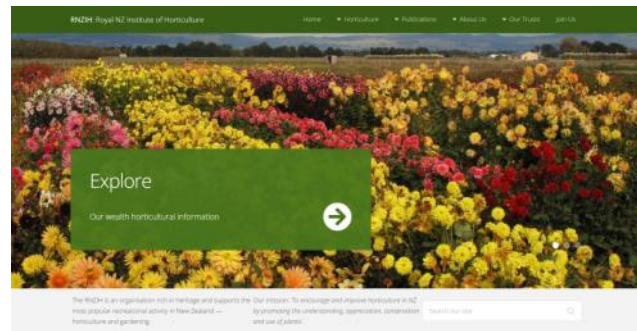 RNZIH: Royal NZ Institute of Horticulture
Home Horticulture Publications About Us Our Trusts Join Us
Explore
Our wealth horticultural information
The RNZIH is an organisation rich in heritage and supports the
most popular recreational activity in New Zealand —
horticulture and gardening.
Our mission: To encourage and improve horticulture in NZ
by promoting the understanding, appreciation, conservation
and use of plants.
Search our site